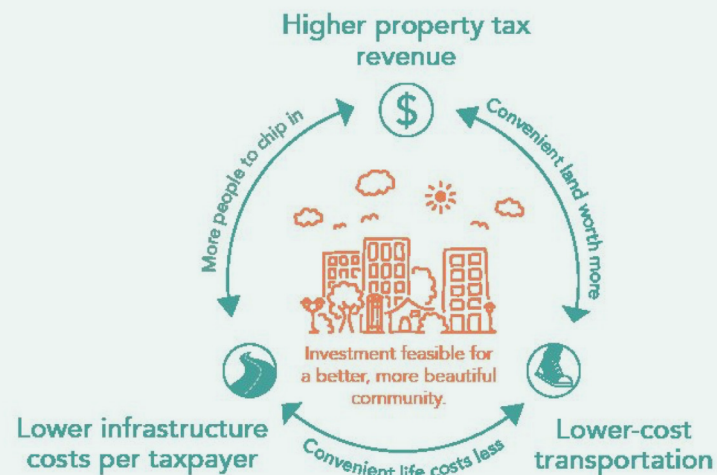 Higher property tax
revenue
$
More people to chip in
Convenient land worth more
Investment feasible for
a better, more beautiful
community.
Lower infrastructure
costs per taxpayer
Convenient life costs less
Lower-cost
transportation